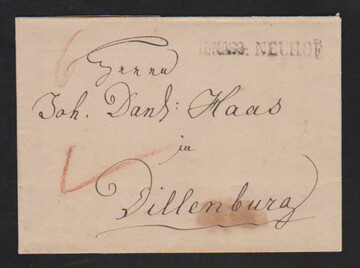 NEUHOF
Herrn
Joh. Danl: Haas
in
Dillenburg